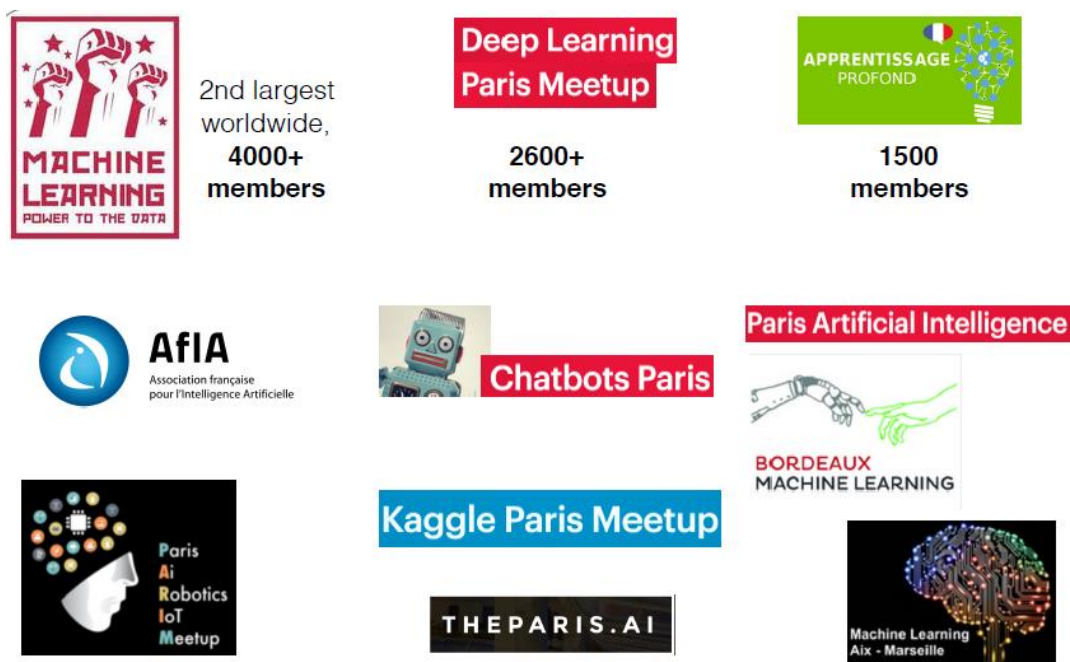 MACHINE
LEARNING
POWER TO THE DATA
2nd largest
worldwide,
4000+
members
Deep Learning
Paris Meetup
2600+
members
APPRENTISSAGE
PROFOND
1500
members
AfIA
Association française
pour l'Intelligence Artificielle
Chatbots Paris
Paris Artificial Intelligence
BORDEAUX
MACHINE LEARNING
Paris
Ai
Robotics
IoT
Meetup
Kaggle Paris Meetup
THEPARIS.AI
Machine Learning
Aix - Marseille